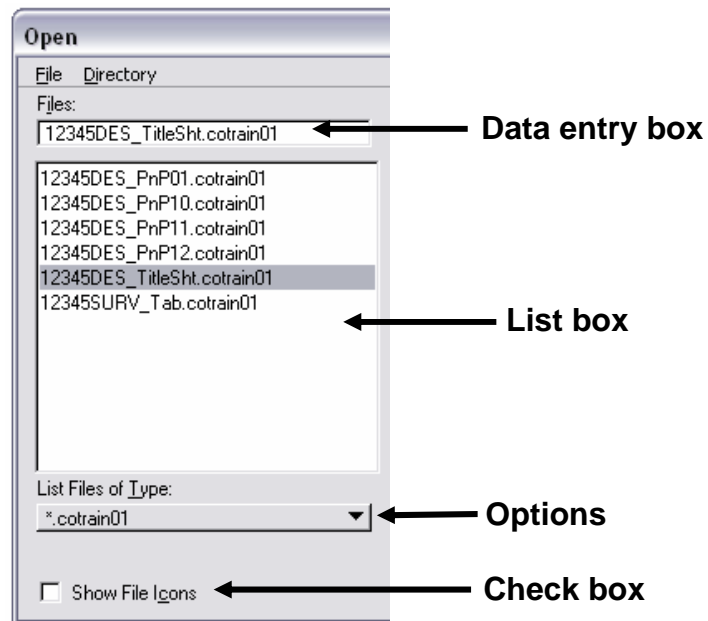 Open
File Directory
Files:
12345DES_TitleSht.cotrain01
Data entry box
12345DES_PnP01.cotrain01
12345DES_PnP10.cotrain01
12345DES_PnP11.cotrain01
12345DES_PnP12.cotrain01
12345DES_TitleSht.cotrain01
12345SURV_Tab.cotrain01
List box
List Files of Type:
*.cotrain01
Options
Show File Icons
Check box